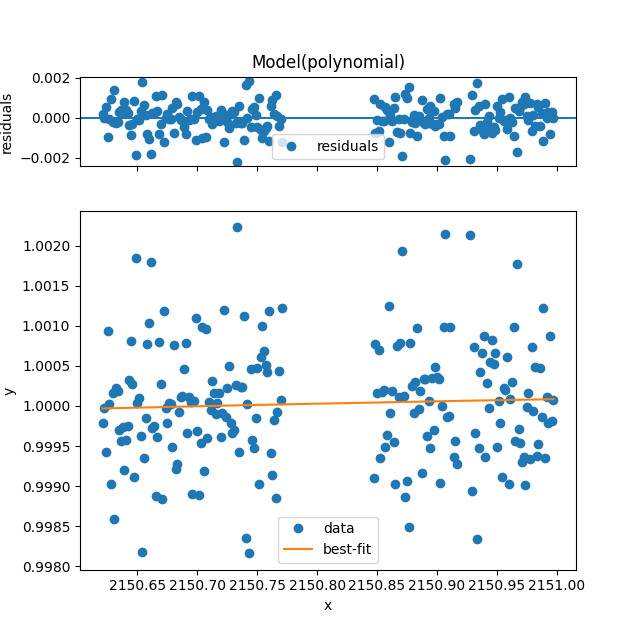 Model(polynomial)
0.002
0.000
−0.002
residuals
residuals
1.0020
1.0015
1.0010
1.0005
1.0000
0.9995
0.9990
0.9985
0.9980
y
data
best-fit
2150.65 2150.70 2150.75 2150.80 2150.85 2150.90 2150.95 2151.00
x